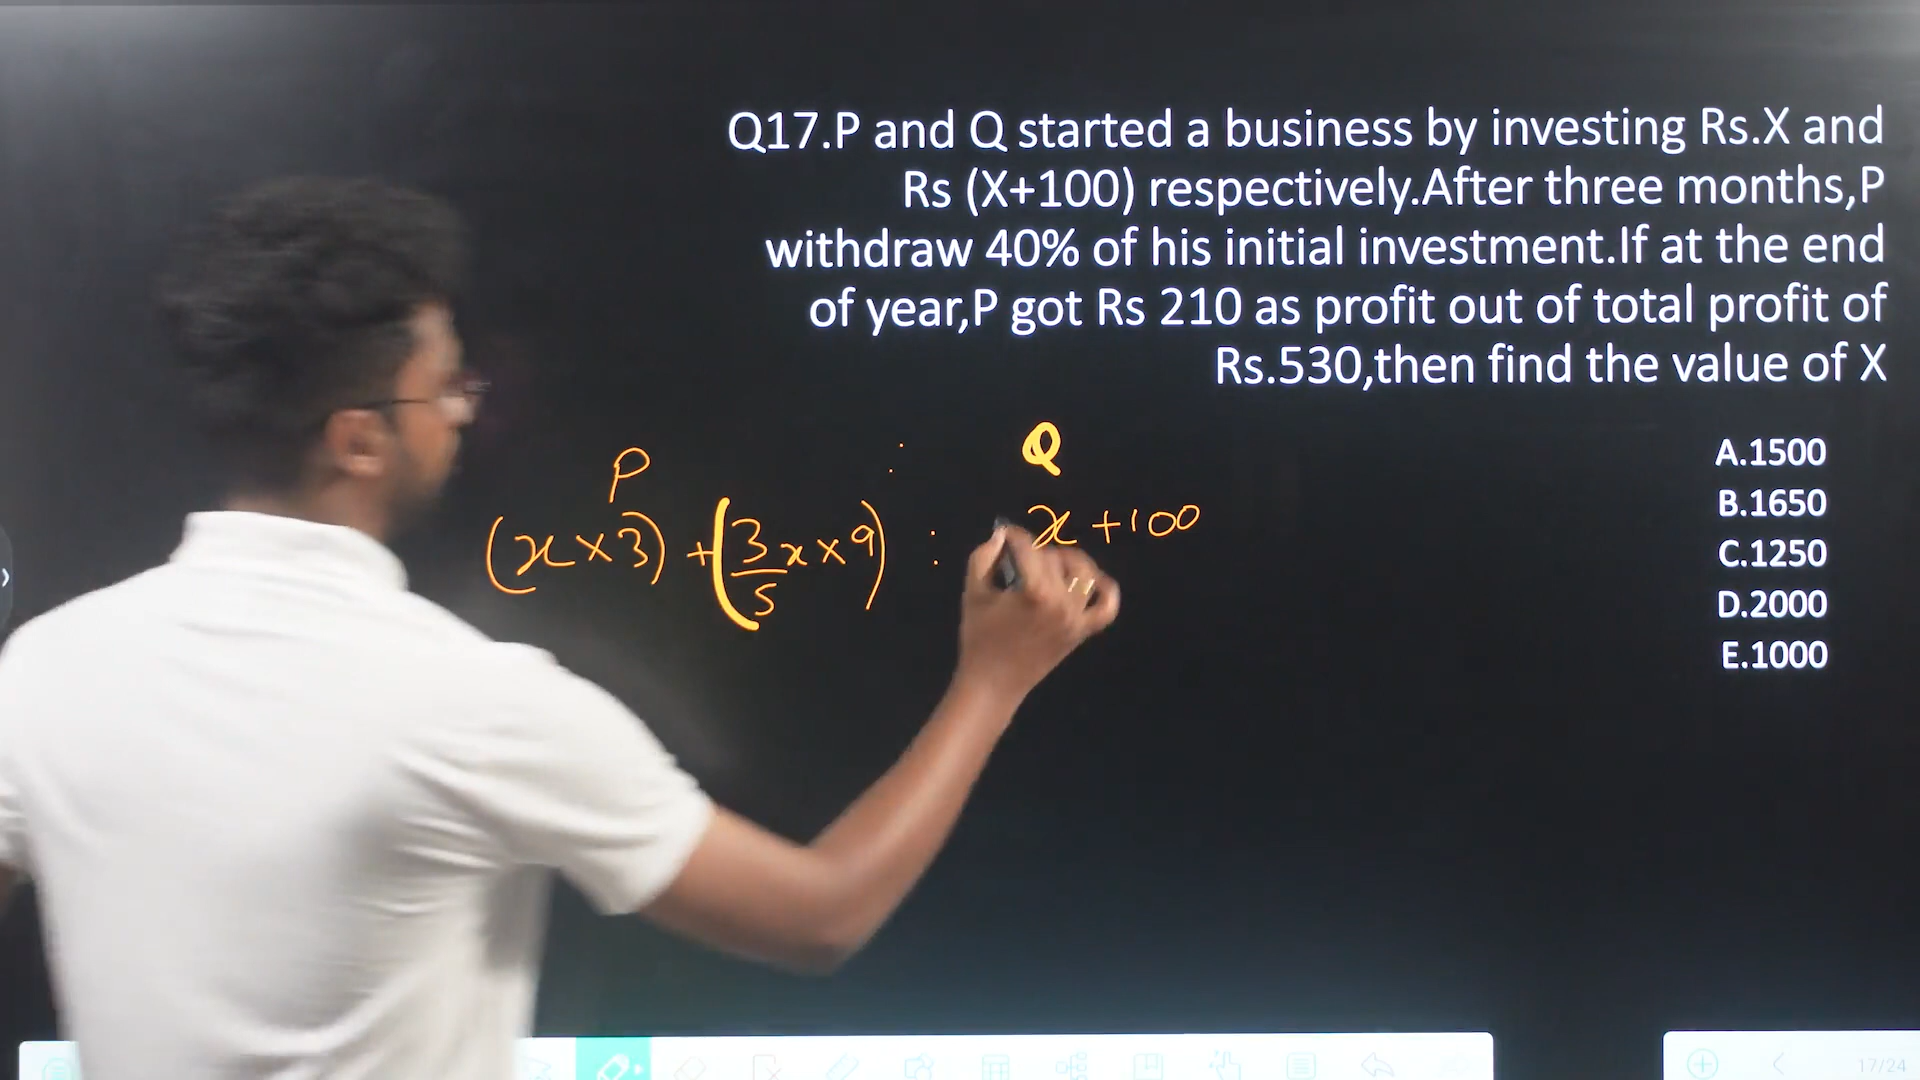 Q17.P and Q started a business by investing Rs.X and
Rs (X+100) respectively.After three months,P
withdraw 40% of his initial investment.If at the end
of year,P got Rs 210 as profit out of total profit of
Rs.530,then find the value of X
A.1500
B.1650
C.1250
D.2000
E.1000
P : Q
(x×3) + (3/5 x×9) : x+100
17/24